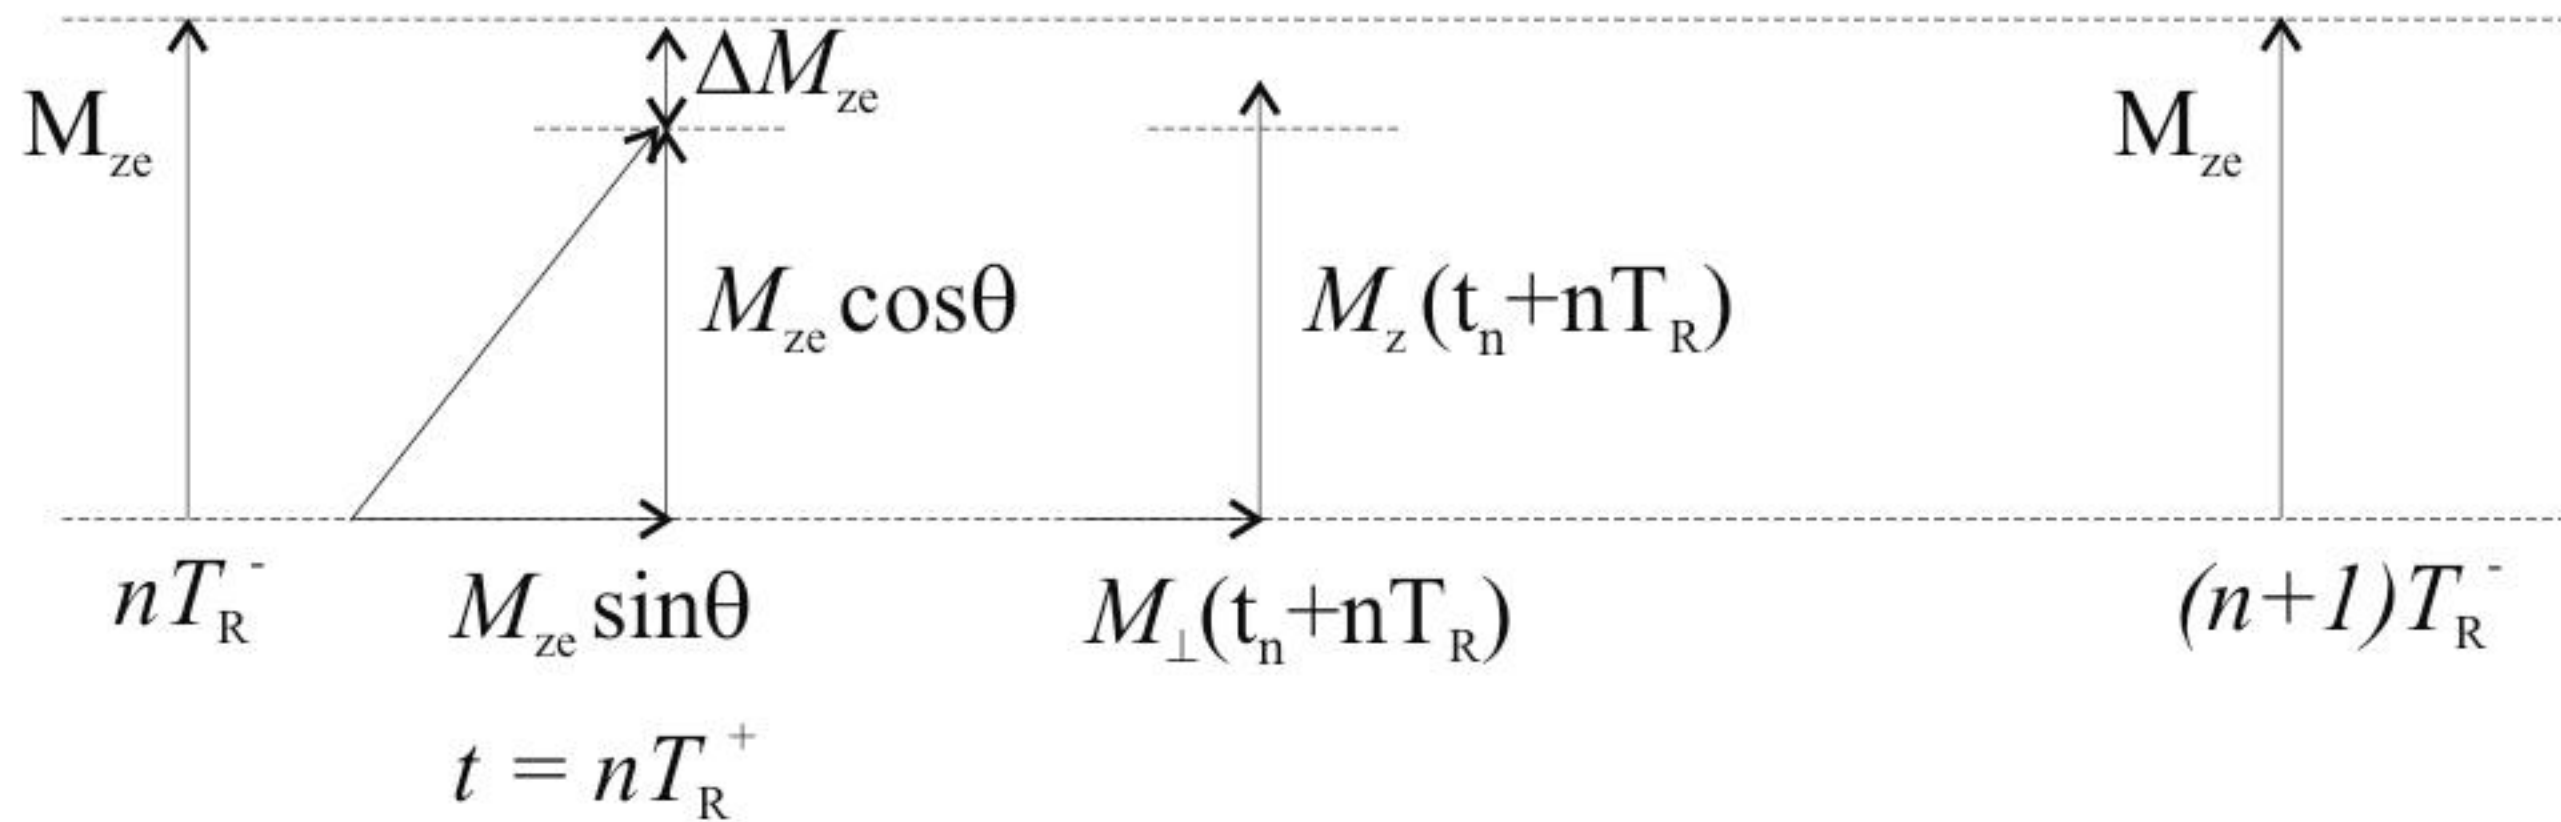 M_ze
ΔM_ze
M_ze
M_ze cosθ
M_z(t_n+nT_R)
nT_R^-
M_ze sinθ
M_⊥(t_n+nT_R)
(n+1)T_R^-
t = nT_R^+